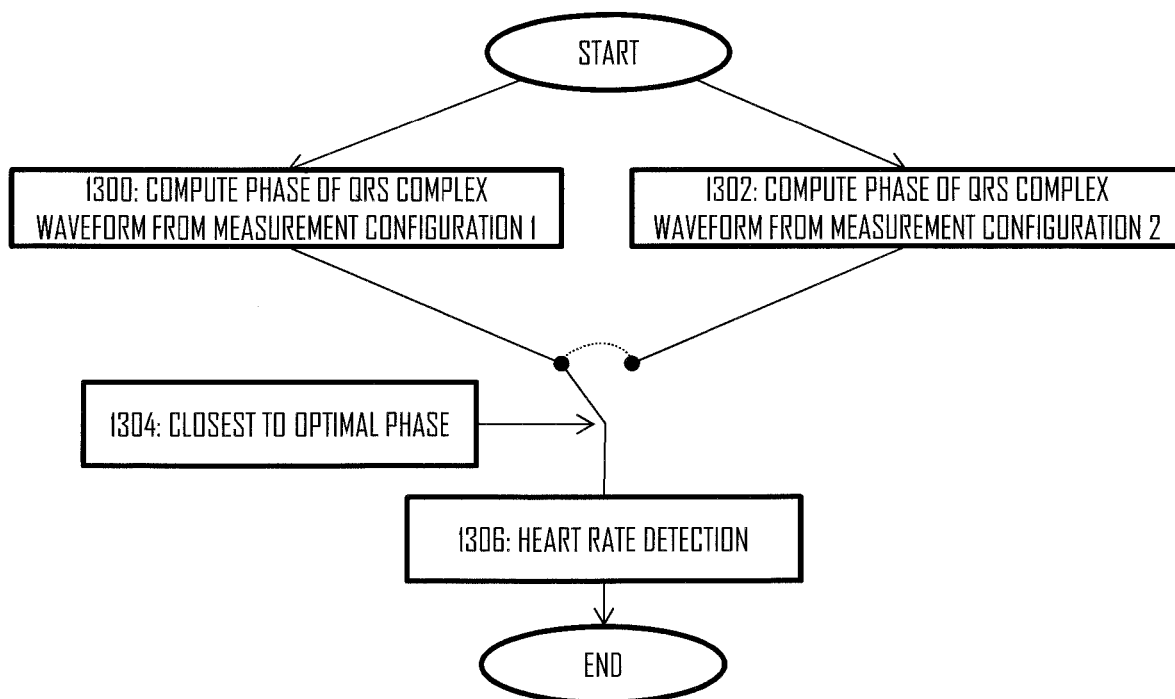 START
1300: COMPUTE PHASE OF QRS COMPLEX
WAVEFORM FROM MEASUREMENT CONFIGURATION 1
1302: COMPUTE PHASE OF QRS COMPLEX
WAVEFORM FROM MEASUREMENT CONFIGURATION 2
1304: CLOSEST TO OPTIMAL PHASE
1306: HEART RATE DETECTION
END